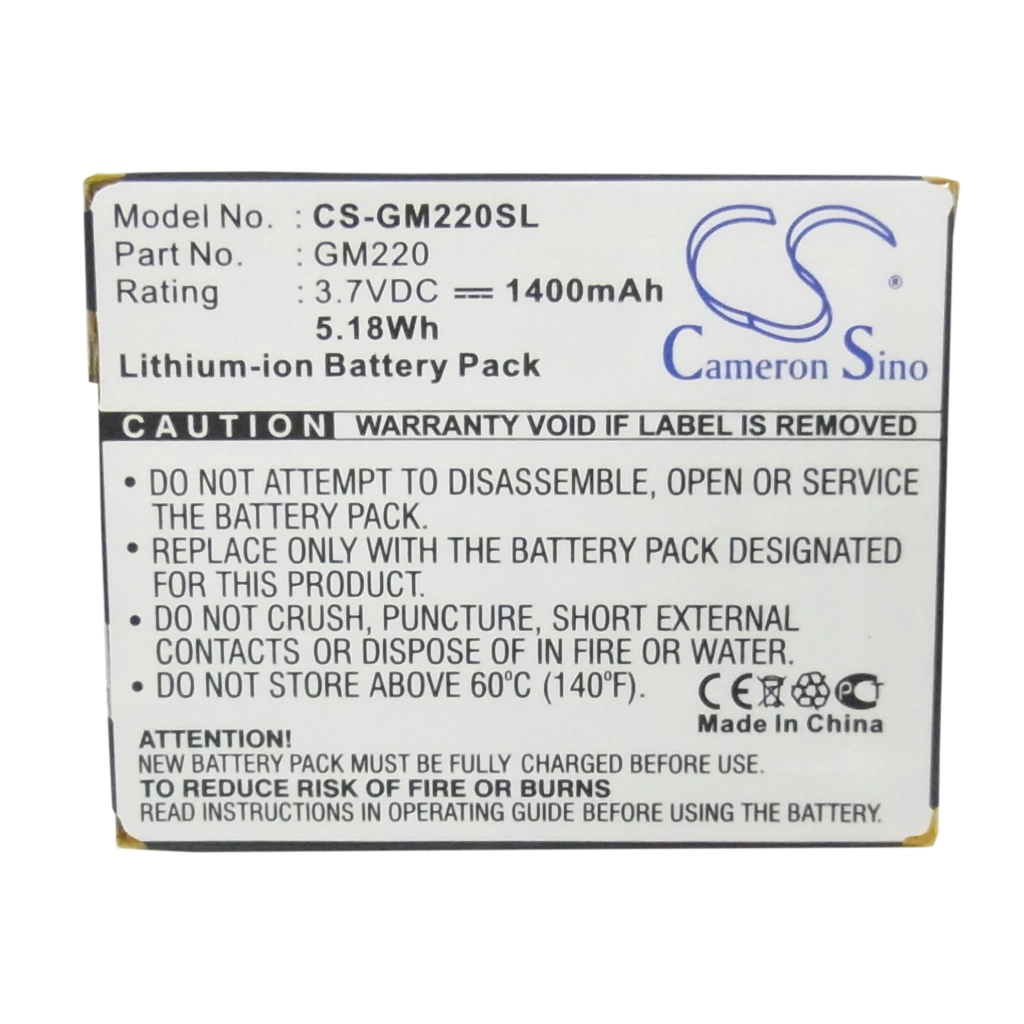 Model No. : CS-GM220SL
Part No. : GM220
Rating : 3.7VDC ⎓ 1400mAh
5.18Wh
Lithium-ion Battery Pack
CS
®
Cameron Sino
CAUTION WARRANTY VOID IF LABEL IS REMOVED
• DO NOT ATTEMPT TO DISASSEMBLE, OPEN OR SERVICE
THE BATTERY PACK.
• REPLACE ONLY WITH THE BATTERY PACK DESIGNATED
FOR THIS PRODUCT.
• DO NOT CRUSH, PUNCTURE, SHORT EXTERNAL
CONTACTS OR DISPOSE OF IN FIRE OR WATER.
• DO NOT STORE ABOVE 60°C (140°F).
CE PCT
Made In China
ATTENTION!
NEW BATTERY PACK MUST BE FULLY CHARGED BEFORE USE.
TO REDUCE RISK OF FIRE OR BURNS
READ INSTRUCTIONS IN OPERATING GUIDE BEFORE USING THE BATTERY.